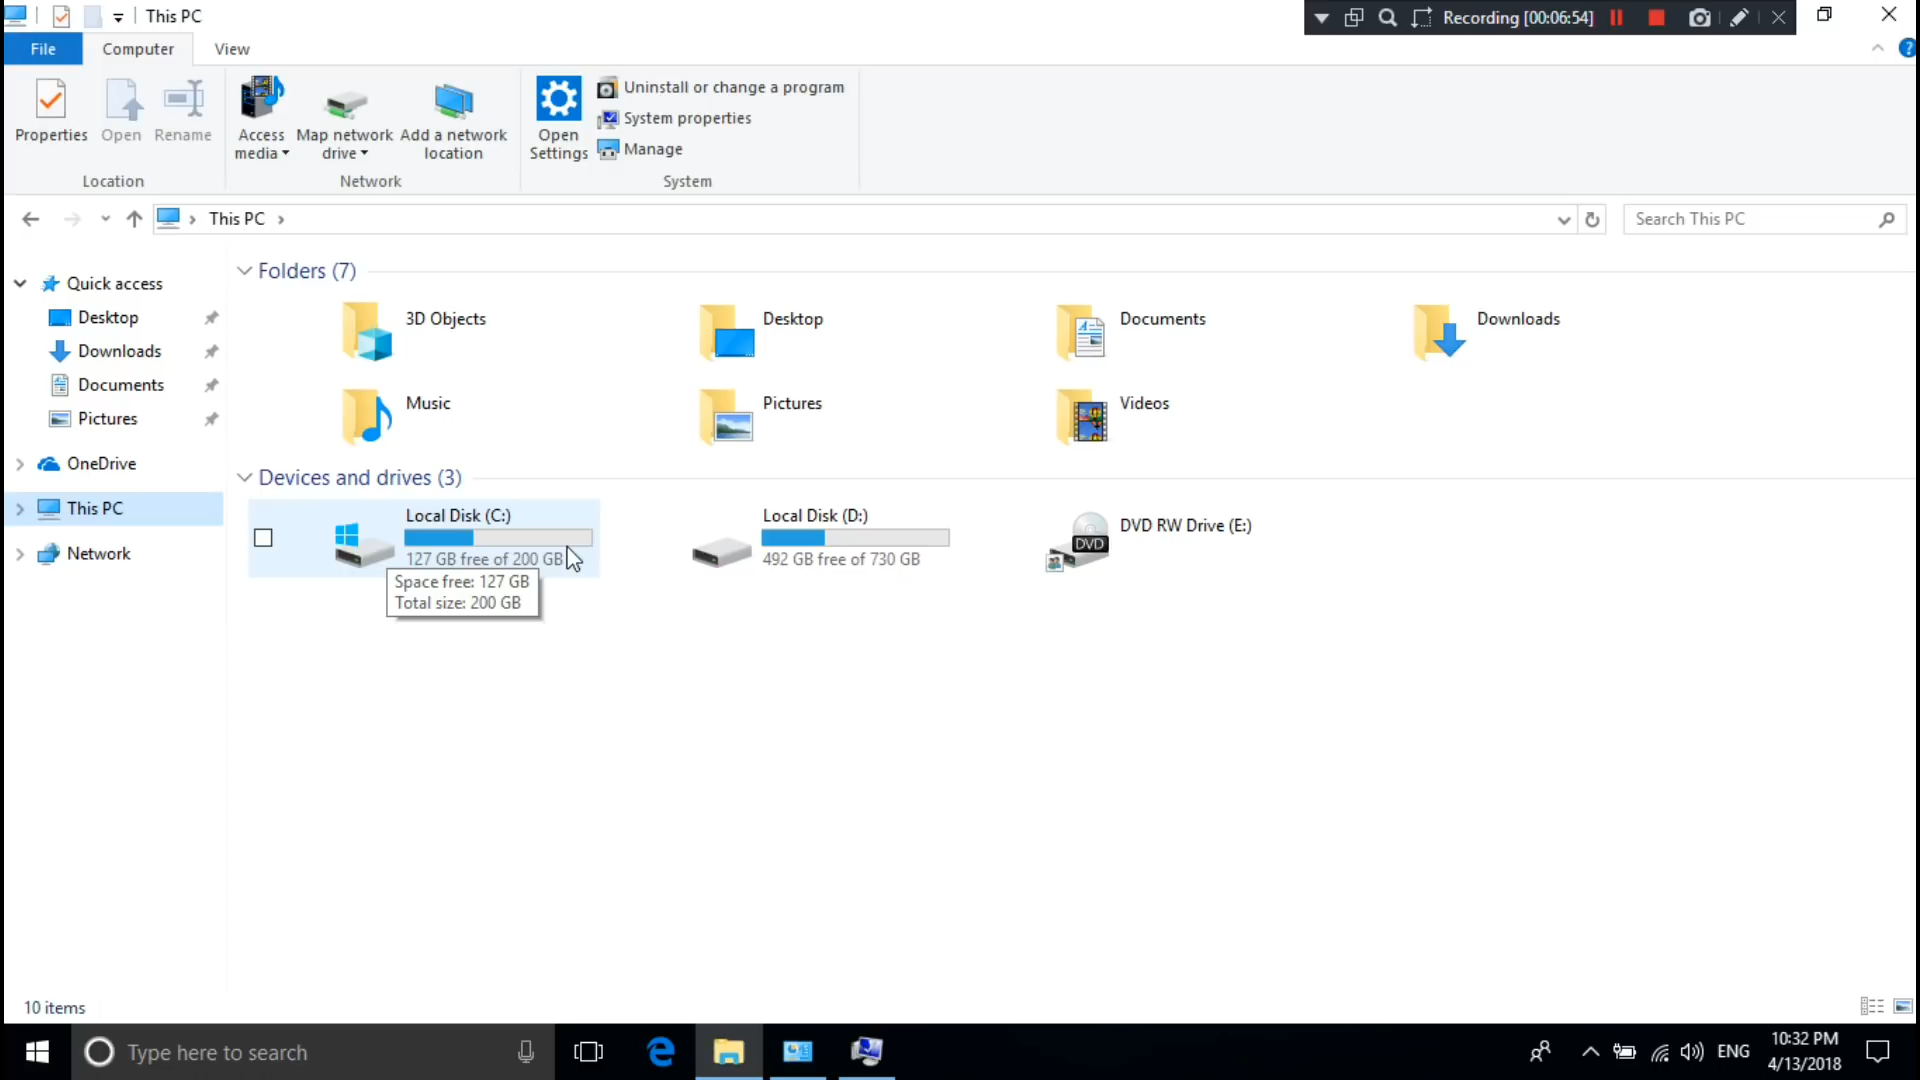 This PC
Recording [00:06:54]
File
Computer
View
?
Properties
Open
Rename
Access media
Map network drive
Add a network location
Open Settings
Uninstall or change a program
System properties
Manage
Location
Network
System
This PC
Search This PC
Quick access
Desktop
Downloads
Documents
Pictures
OneDrive
This PC
Network
Folders (7)
3D Objects
Desktop
Documents
Downloads
Music
Pictures
Videos
Devices and drives (3)
Local Disk (C:)
127 GB free of 200 GB
Space free: 127 GB
Total size: 200 GB
Local Disk (D:)
492 GB free of 730 GB
DVD
DVD RW Drive (E:)
10 items
Type here to search
ENG
10:32 PM
4/13/2018